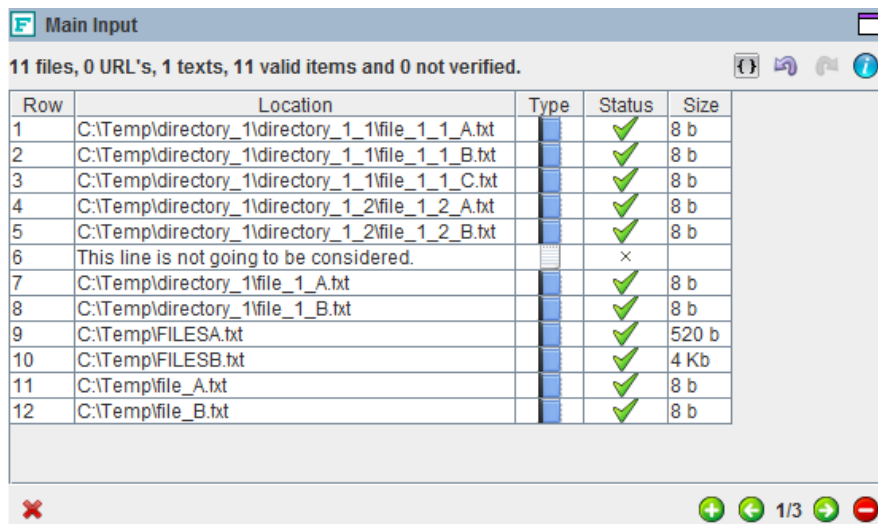 F Main Input
11 files, 0 URL's, 1 texts, 11 valid items and 0 not verified.
{}
i
Row Location Type Status Size
1 C:\Temp\directory_1\directory_1_1\file_1_1_A.txt 8 b
2 C:\Temp\directory_1\directory_1_1\file_1_1_B.txt 8 b
3 C:\Temp\directory_1\directory_1_1\file_1_1_C.txt 8 b
4 C:\Temp\directory_1\directory_1_2\file_1_2_A.txt 8 b
5 C:\Temp\directory_1\directory_1_2\file_1_2_B.txt 8 b
6 This line is not going to be considered.
7 C:\Temp\directory_1\file_1_A.txt 8 b
8 C:\Temp\directory_1\file_1_B.txt 8 b
9 C:\Temp\FILESA.txt 520 b
10 C:\Temp\FILESB.txt 4 Kb
11 C:\Temp\file_A.txt 8 b
12 C:\Temp\file_B.txt 8 b
1/3